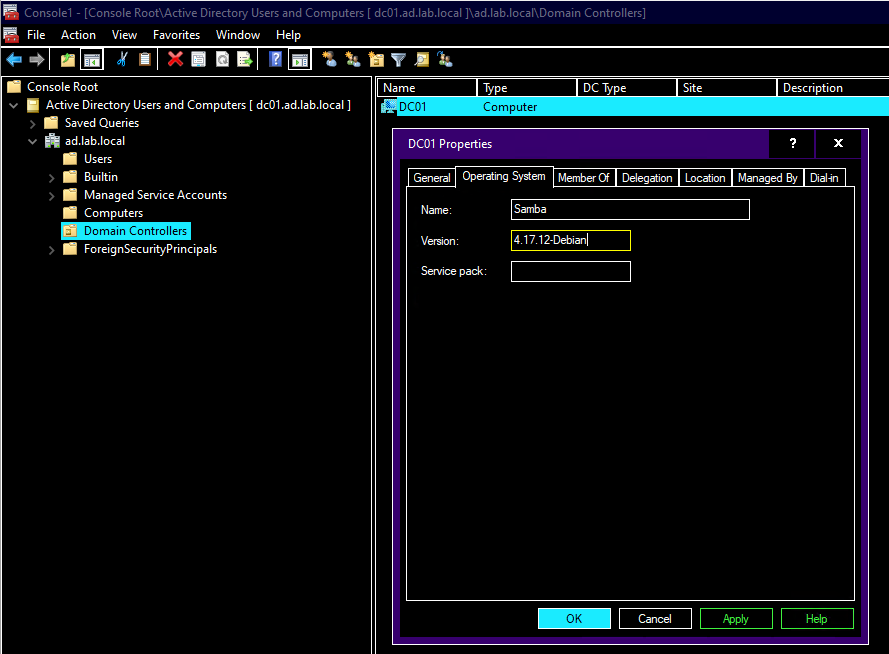 Console1 - [Console Root\Active Directory Users and Computers [ dc01.ad.lab.local ]\ad.lab.local\Domain Controllers]
File Action View Favorites Window Help
Console Root
Active Directory Users and Computers [ dc01.ad.lab.local ]
Saved Queries
ad.lab.local
Users
Builtin
Managed Service Accounts
Computers
Domain Controllers
ForeignSecurityPrincipals
Name Type DC Type Site Description
DC01 Computer
DC01 Properties ? X
General Operating System Member Of Delegation Location Managed By Dial-in
Name: Samba
Version: 4.17.12-Debian
Service pack:
OK Cancel Apply Help